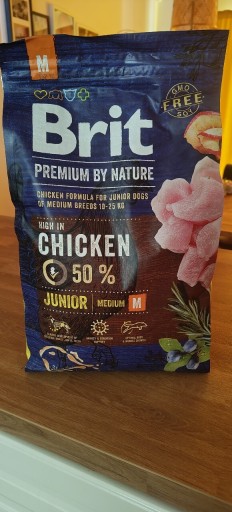 M
GMO
FREE
SOY
Brit
PREMIUM BY NATURE
CHICKEN FORMULA FOR JUNIOR DOGS
OF MEDIUM BREEDS 10-25 KG
HIGH IN
CHICKEN
50 %
JUNIOR MEDIUM M